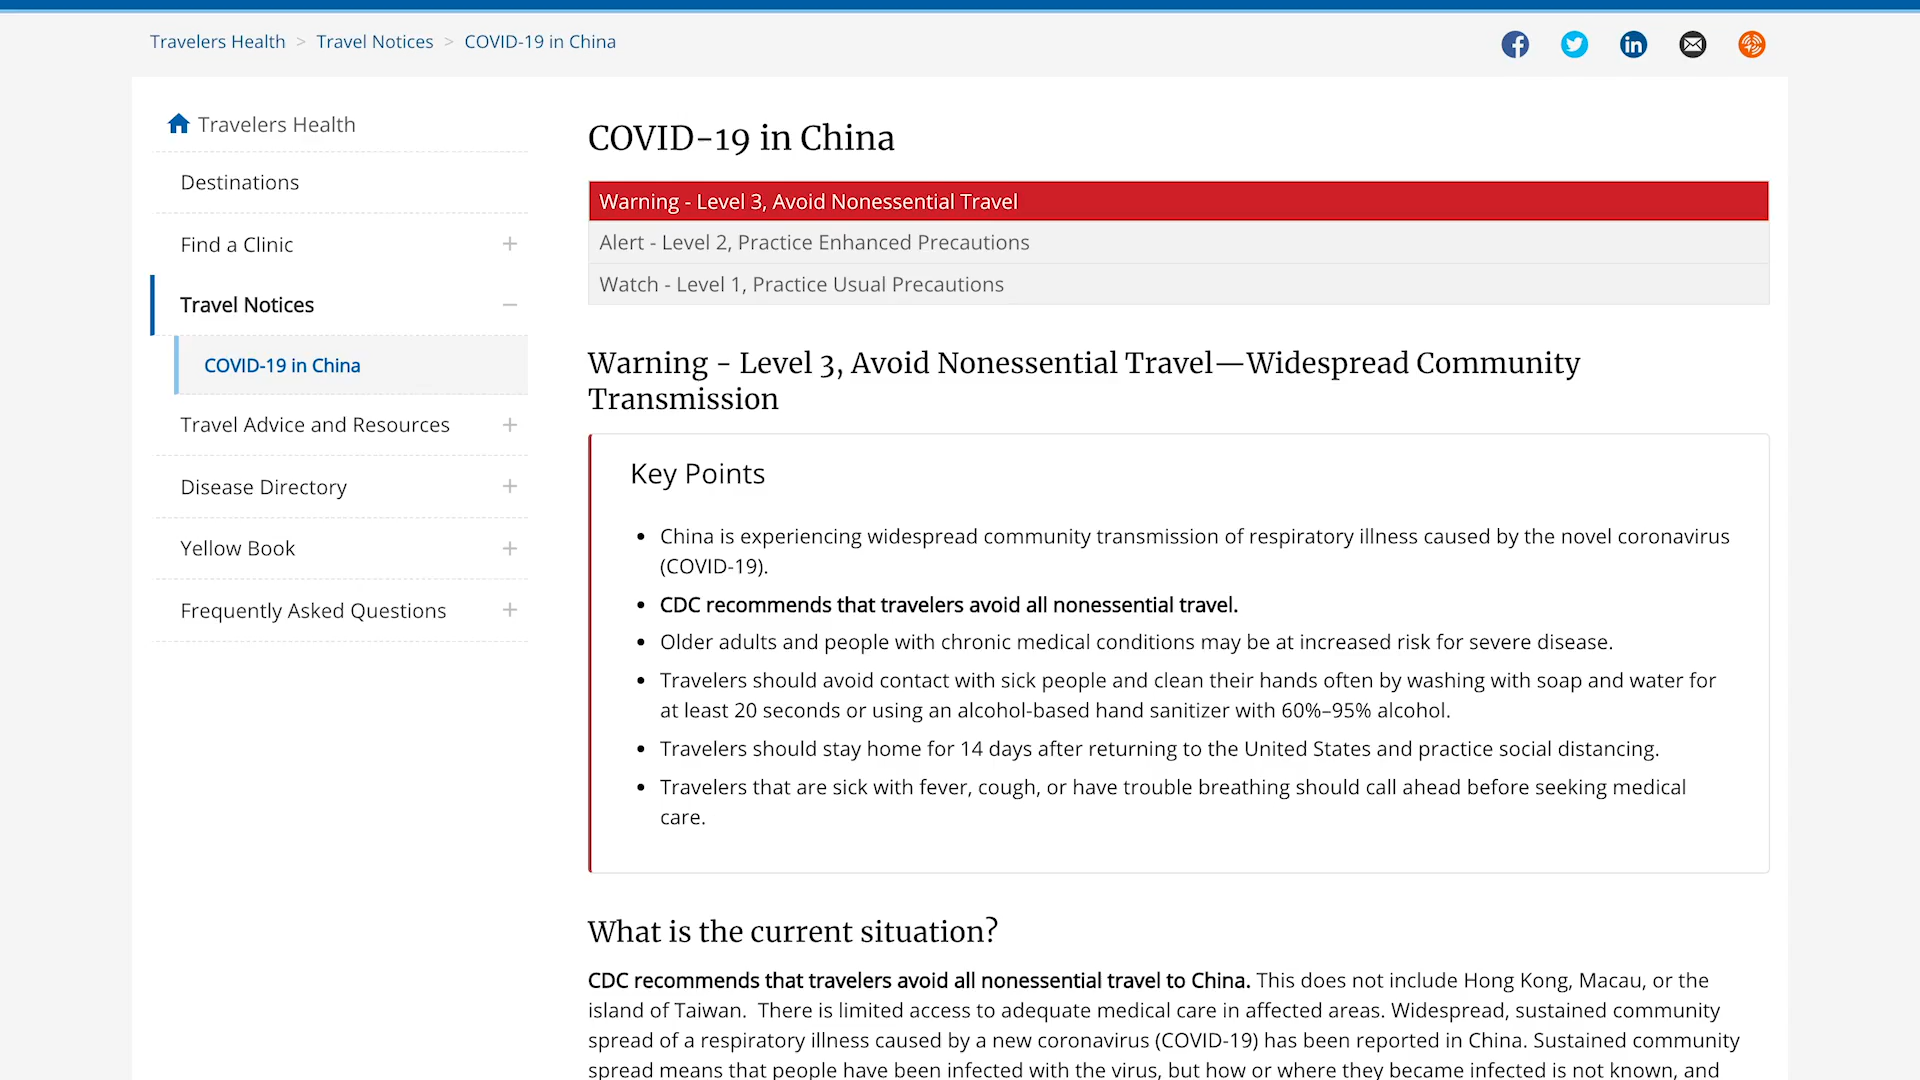 Travelers Health > Travel Notices > COVID-19 in China
Travelers Health
Destinations
Find a Clinic +
Travel Notices −
COVID-19 in China
Travel Advice and Resources +
Disease Directory +
Yellow Book +
Frequently Asked Questions +
COVID-19 in China
Warning - Level 3, Avoid Nonessential Travel
Alert - Level 2, Practice Enhanced Precautions
Watch - Level 1, Practice Usual Precautions
Warning - Level 3, Avoid Nonessential Travel—Widespread Community
Transmission
Key Points
• China is experiencing widespread community transmission of respiratory illness caused by the novel coronavirus
(COVID-19).
• CDC recommends that travelers avoid all nonessential travel.
• Older adults and people with chronic medical conditions may be at increased risk for severe disease.
• Travelers should avoid contact with sick people and clean their hands often by washing with soap and water for
at least 20 seconds or using an alcohol-based hand sanitizer with 60%–95% alcohol.
• Travelers should stay home for 14 days after returning to the United States and practice social distancing.
• Travelers that are sick with fever, cough, or have trouble breathing should call ahead before seeking medical
care.
What is the current situation?
CDC recommends that travelers avoid all nonessential travel to China. This does not include Hong Kong, Macau, or the
island of Taiwan. There is limited access to adequate medical care in affected areas. Widespread, sustained community
spread of a respiratory illness caused by a new coronavirus (COVID-19) has been reported in China. Sustained community
spread means that people have been infected with the virus, but how or where they became infected is not known, and